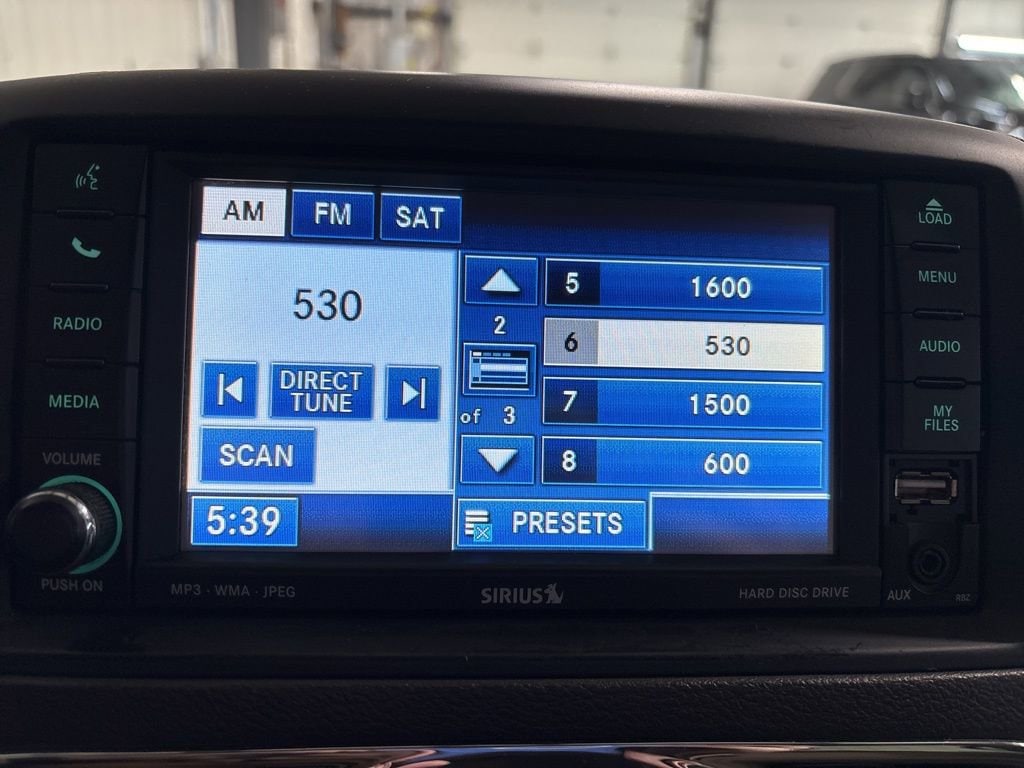 AM FM SAT
530
DIRECT
TUNE
SCAN
5:39
2
of 3
5 1600
6 530
7 1500
8 600
PRESETS
RADIO
MEDIA
VOLUME
PUSH ON
LOAD
MENU
AUDIO
MY
FILES
AUX
RBZ
MP3 · WMA · JPEG
SIRIUS
HARD DISC DRIVE